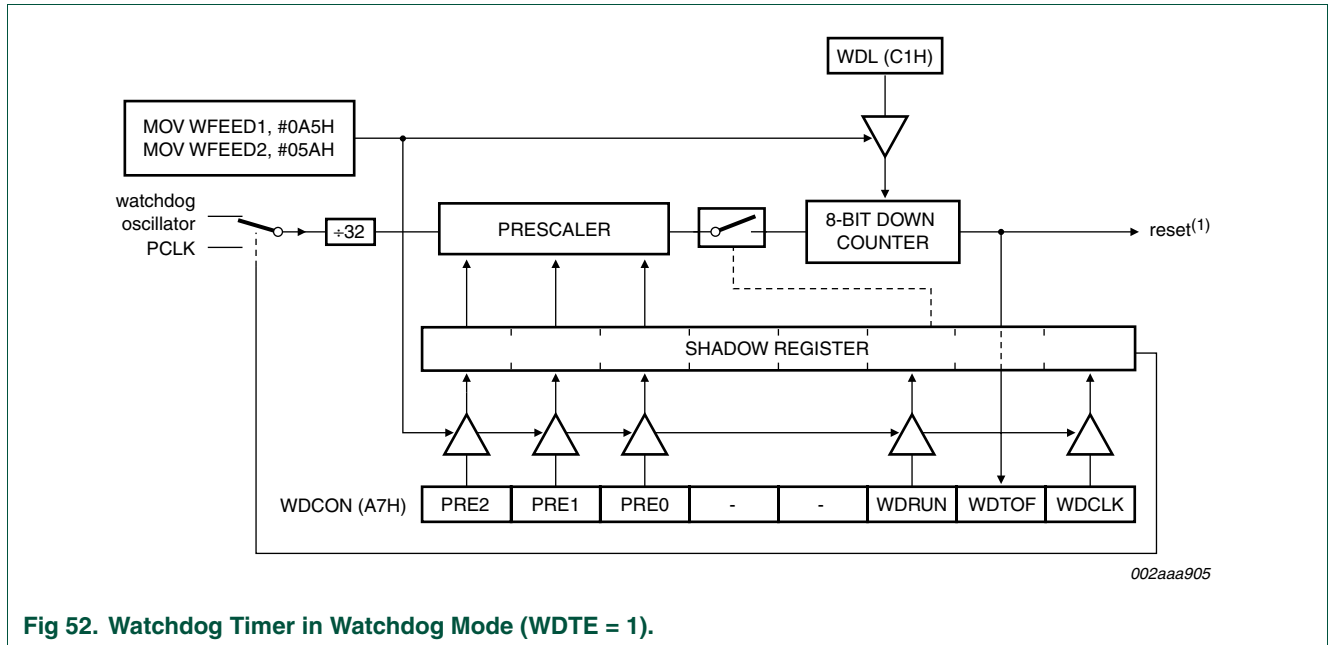 WDL (C1H)
MOV WFEED1, #0A5H
MOV WFEED2, #05AH
watchdog
oscillator
PCLK
÷32
PRESCALER
8-BIT DOWN
COUNTER
reset(1)
SHADOW REGISTER
WDCON (A7H)
PRE2
PRE1
PRE0
-
-
WDRUN
WDTOF
WDCLK
002aaa905
Fig 52. Watchdog Timer in Watchdog Mode (WDTE = 1).